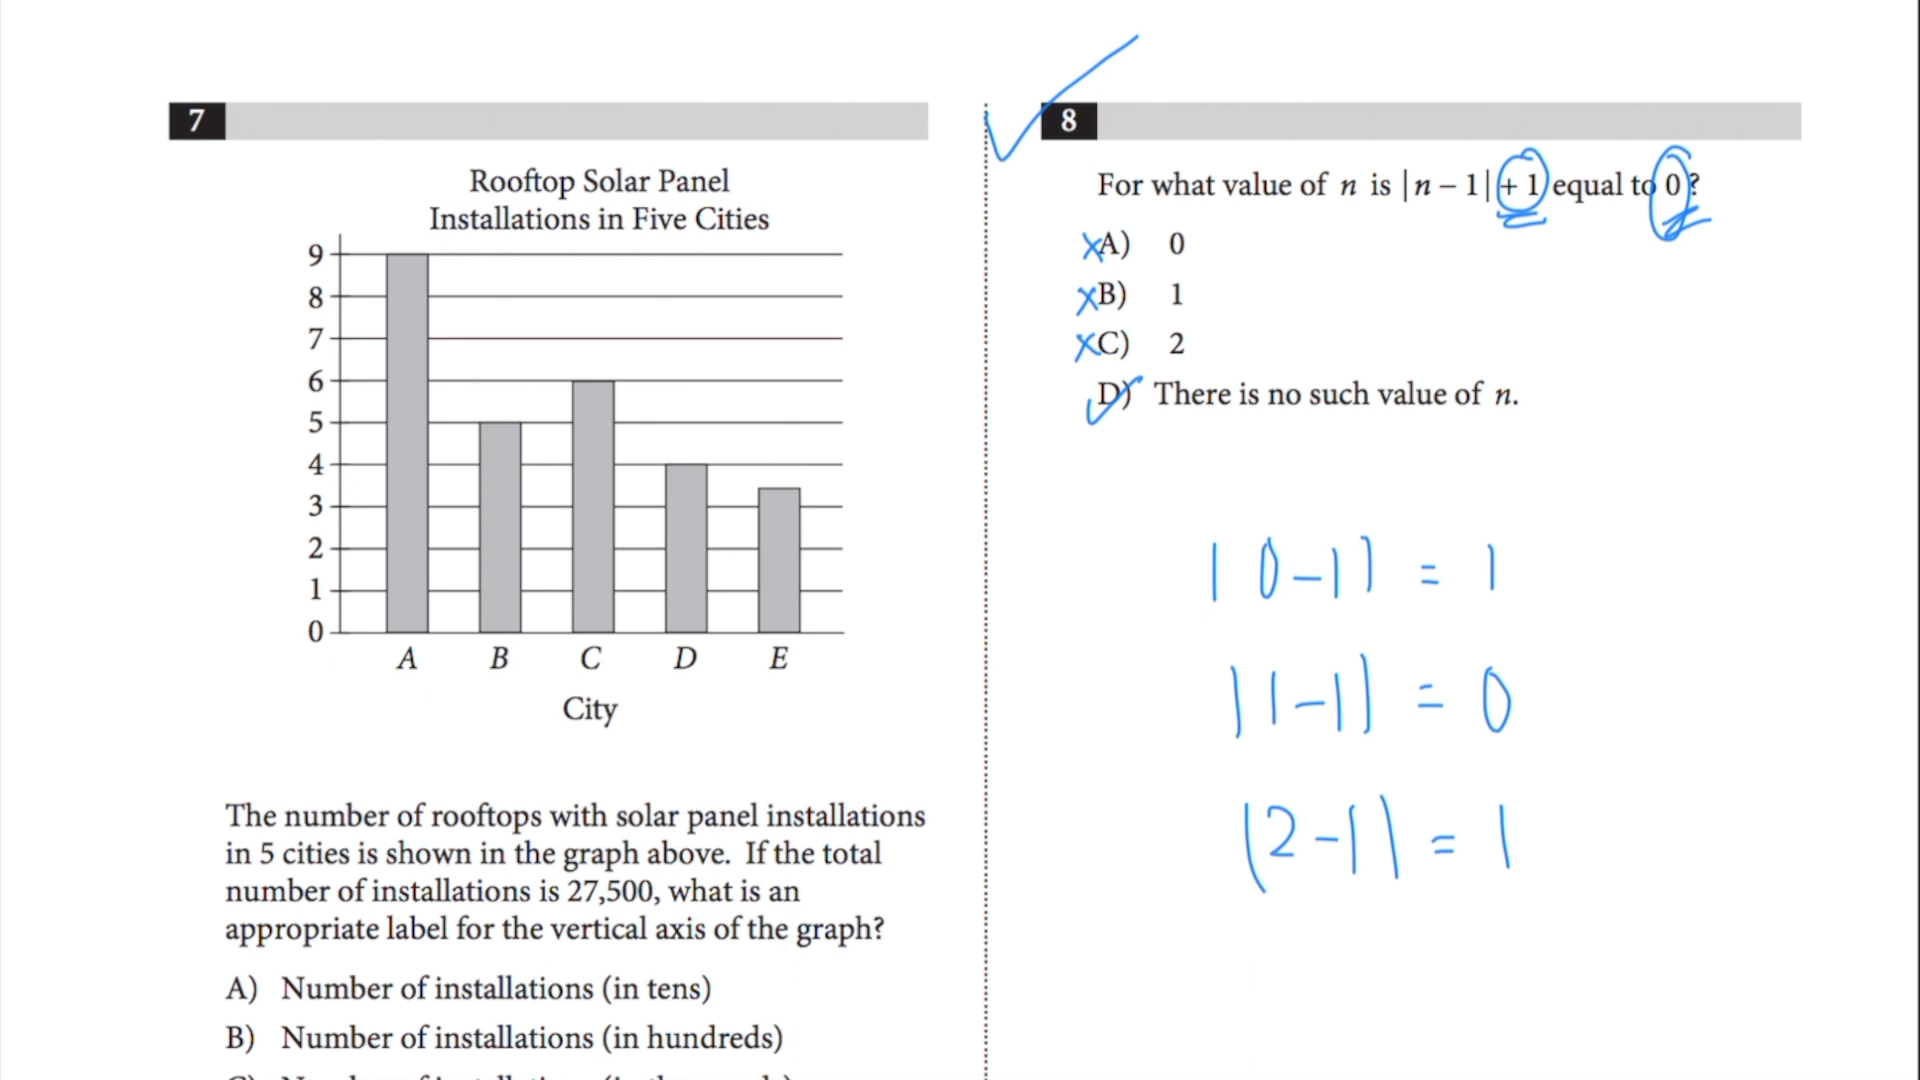 7
Rooftop Solar Panel
Installations in Five Cities
9
8
7
6
5
4
3
2
1
0
A B C D E
City
The number of rooftops with solar panel installations
in 5 cities is shown in the graph above. If the total
number of installations is 27,500, what is an
appropriate label for the vertical axis of the graph?
A) Number of installations (in tens)
B) Number of installations (in hundreds)
8
For what value of n is |n – 1| + 1 equal to 0?
A) 0
B) 1
C) 2
D) There is no such value of n.
|0-1| = 1
|1-1| = 0
|2-1| = 1